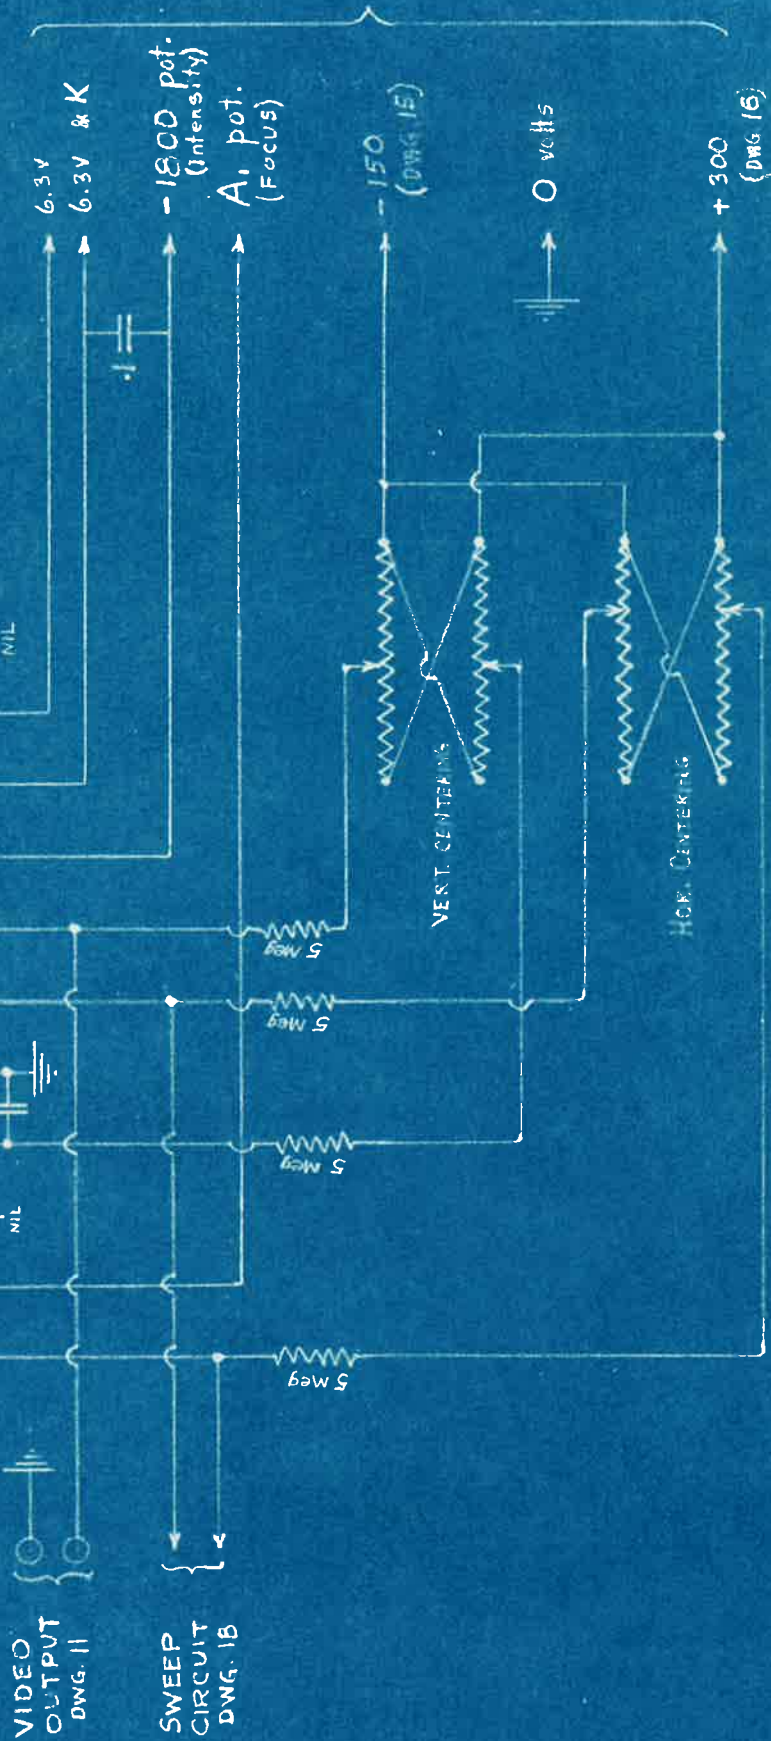 6.3V
6.3V & K
-1800 pot.
(Intensity)
A₁ pot.
(Focus)
-150
(DWG 15)
0 volts
+300
(DWG 16)
.1
NIL
VERT. CENTERING
HOR. CENTERING
5 Meg
5 Meg
5 Meg
5 Meg
NIL
VIDEO
OUTPUT
DWG. 11
SWEEP
CIRCUIT
DWG. 1B